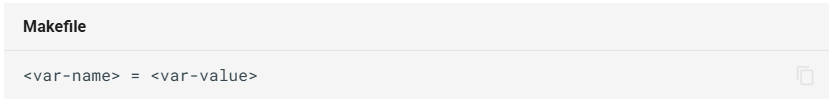 Makefile
<var-name> = <var-value>